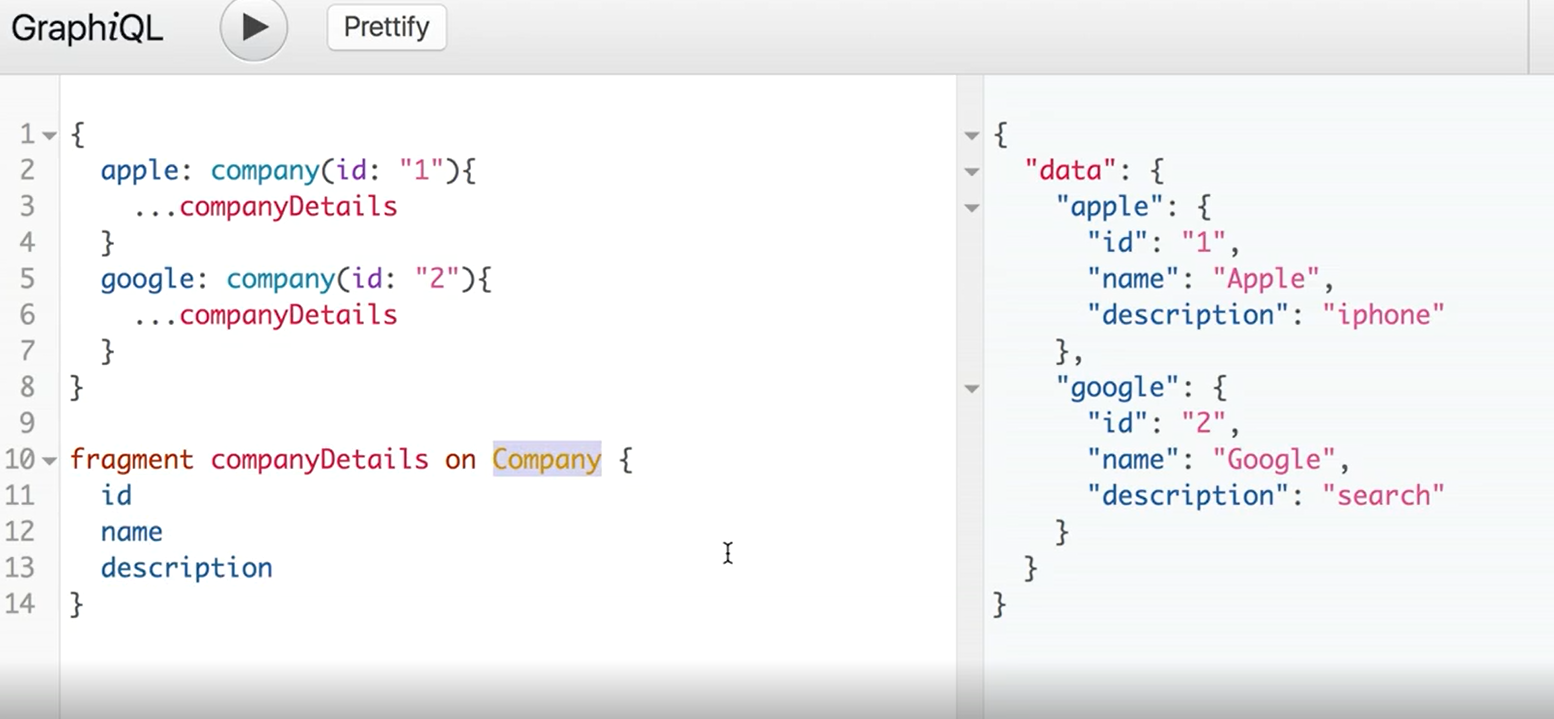 GraphiQL Prettify
1 {
2 apple: company(id: "1"){
3 ...companyDetails
4 }
5 google: company(id: "2"){
6 ...companyDetails
7 }
8 }
9
10 fragment companyDetails on Company {
11 id
12 name
13 description
14 }
{
"data": {
"apple": {
"id": "1",
"name": "Apple",
"description": "iphone"
},
"google": {
"id": "2",
"name": "Google",
"description": "search"
}
}
}